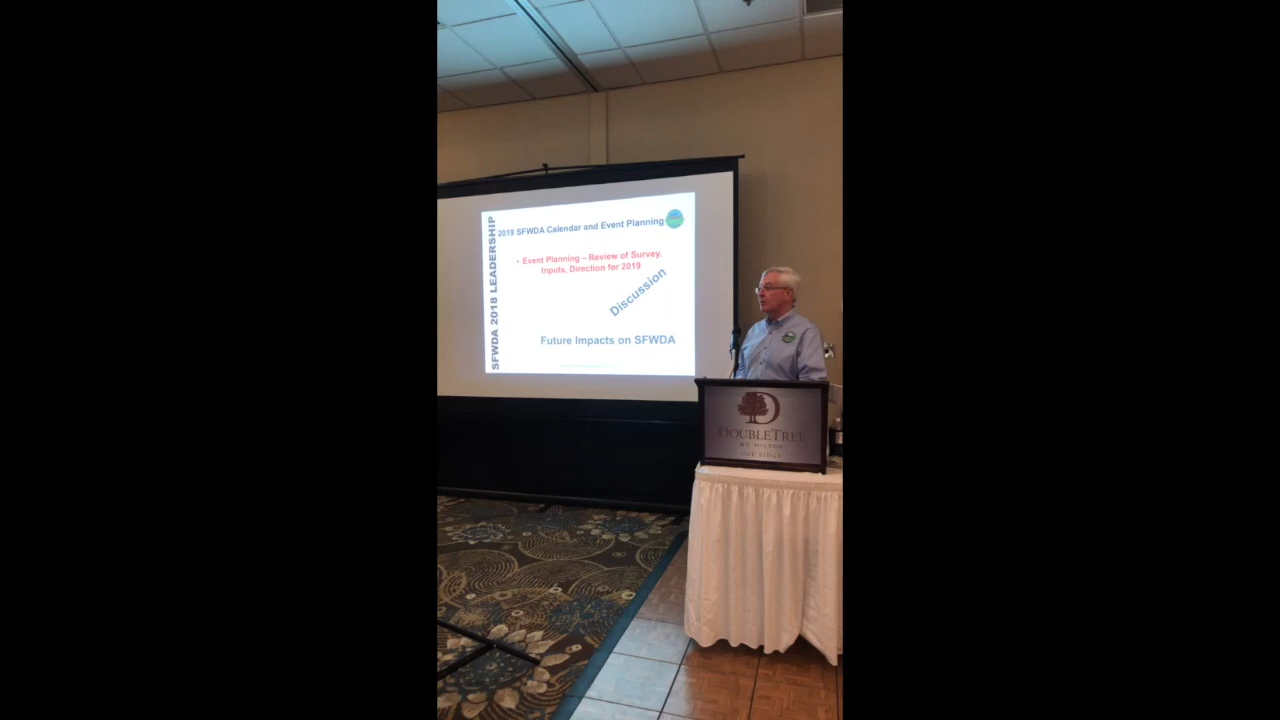 SFWDA 2018 LEADERSHIP
2019 SFWDA Calendar and Event Planning
• Event Planning – Review of Survey,
Inputs, Direction for 2019
Discussion
Future Impacts on SFWDA
D
DOUBLETREE
BY HILTON
OAK RIDGE